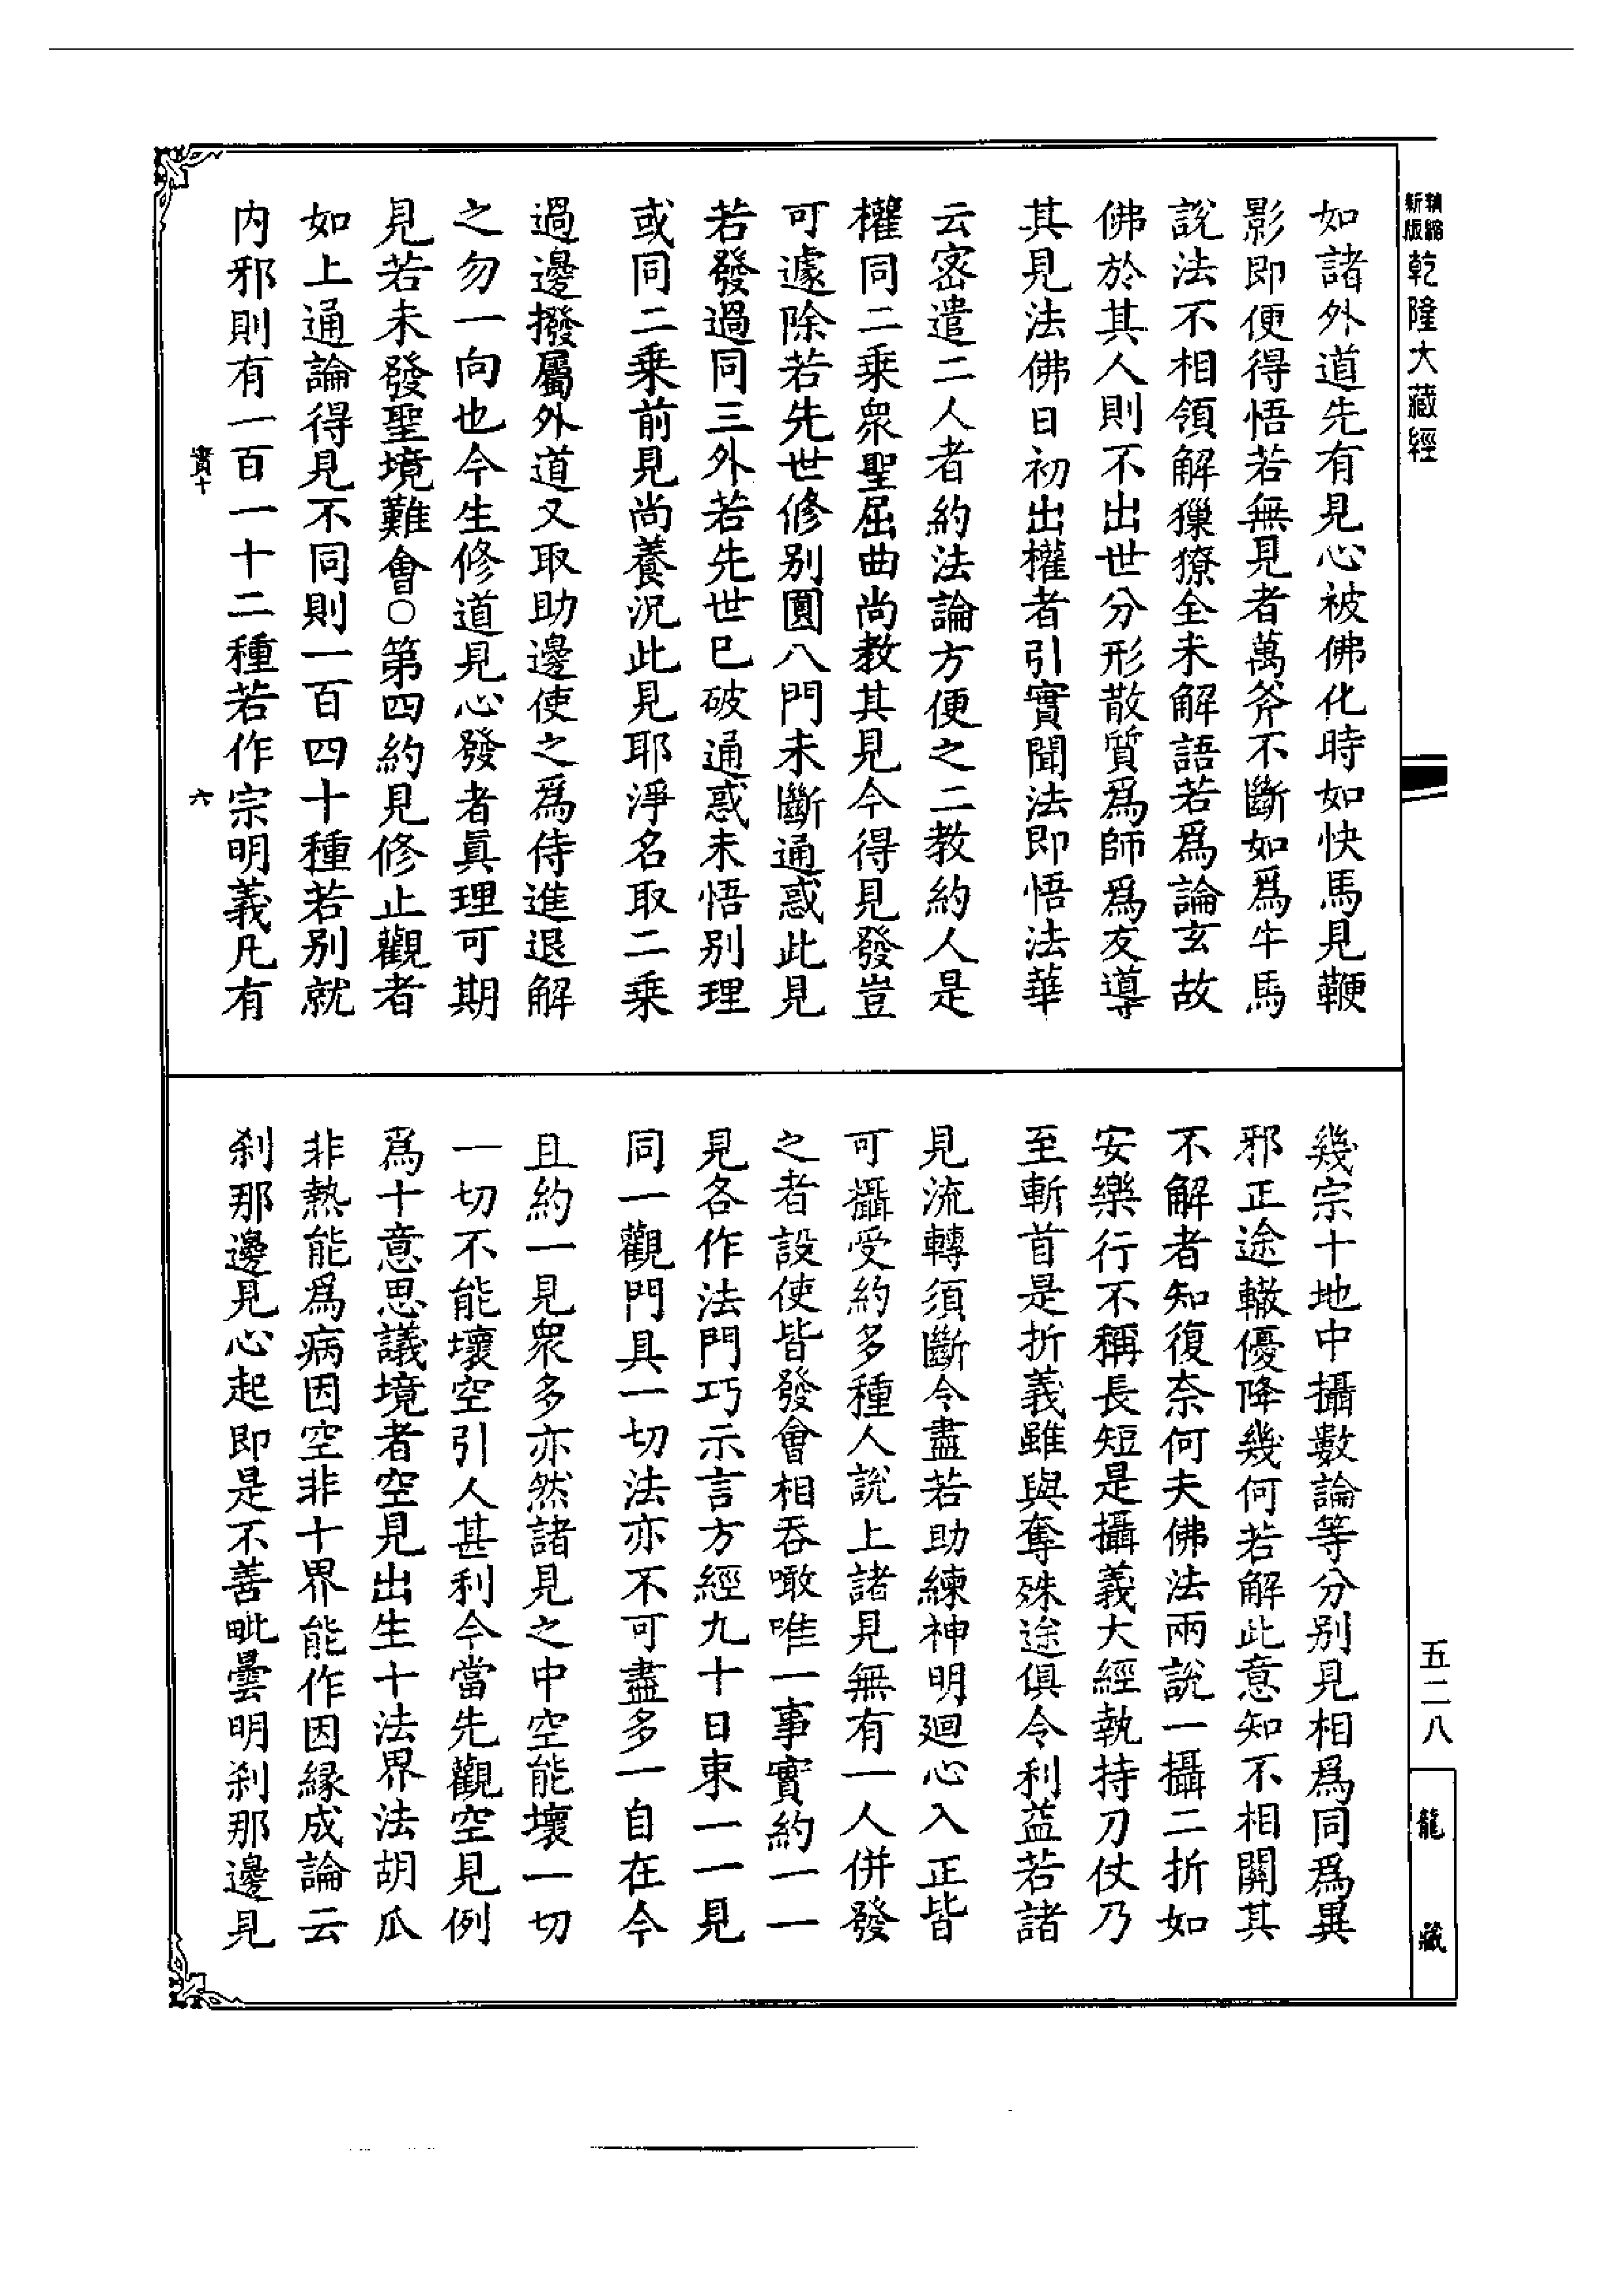 新版
乾隆大藏經
如諸外道先有見心被佛化時如快馬見鞭
影即便得悟若無見者萬斧不斷如爲牛馬
說法不相領解獵獠全未解語若爲論玄故
佛於其人則不出世分形散質爲師爲友導
其見法佛日初出權者引實聞法即悟法華
云密遣二人者約法論方便之二教約人是
權同二乘衆聖屈曲尚教其見今得見發豈
可遽除若先世修別圓八門未斷通惑此見
若發過同三外若先世已破通惑未悟別理
或同二乘前見尚養況此見耶淨名取二乘
過邊撥屬外道又取助邊使之爲侍進退解
之勿一向也今生修道見心發者眞理可期
見若未發聖境難會○第四約見修止觀者
如上通論得見不同則一百四十種若別就
內邪則有一百一十二種若作宗明義凡有
六
幾宗十地中攝數論等分別見相爲同爲異
邪正途轍優降幾何若解此意知不相關其
不解者知復奈何夫佛法兩說一攝二折如
安樂行不稱長短是攝義大經執持刀仗乃
至斬首是折義雖與奪殊途俱令利益若諸
見流轉須斷令盡若助練神明廻心入正皆
可攝受約多種人說上諸見無有一人併發
之者設使皆發會相吞噉唯一事實約一一
見各作法門巧示言方經九十日束一一見
同一觀門具一切法亦不可盡多一自在今
且約一見衆多亦然諸見之中空能壞一切
一切不能壞空引人甚利今當先觀空見例
爲十意思議境者空見出生十法界法胡瓜
非熱能爲病因空非十界能作因緣成論云
刹那邊見心起即是不善毗曇明刹那邊見
五二八
龍藏